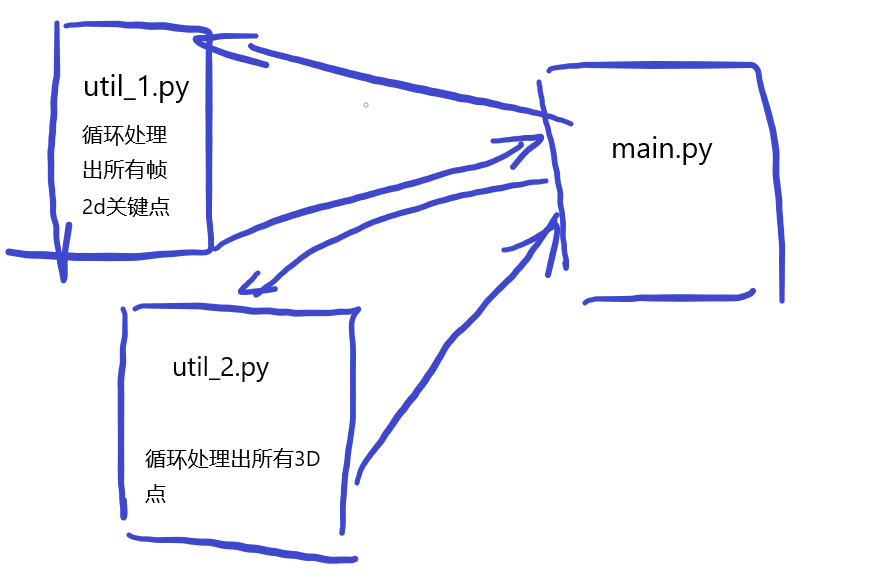 util_1.py
循环处理
出所有帧
2d关键点
main.py
util_2.py
循环处理出所有3D
点